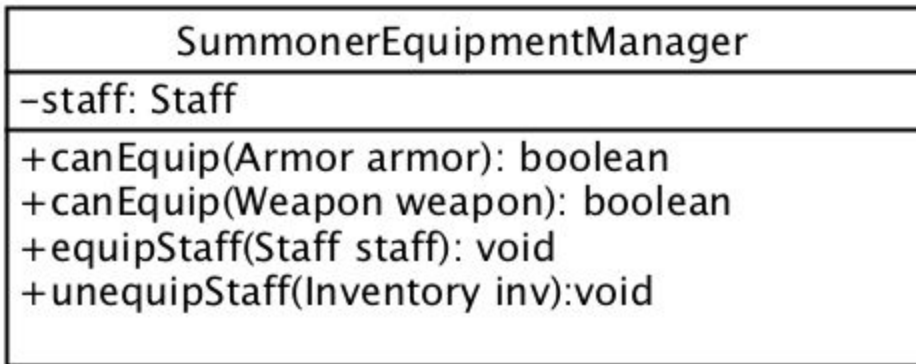 SummonerEquipmentManager
-staff: Staff
+canEquip(Armor armor): boolean
+canEquip(Weapon weapon): boolean
+equipStaff(Staff staff): void
+unequipStaff(Inventory inv):void